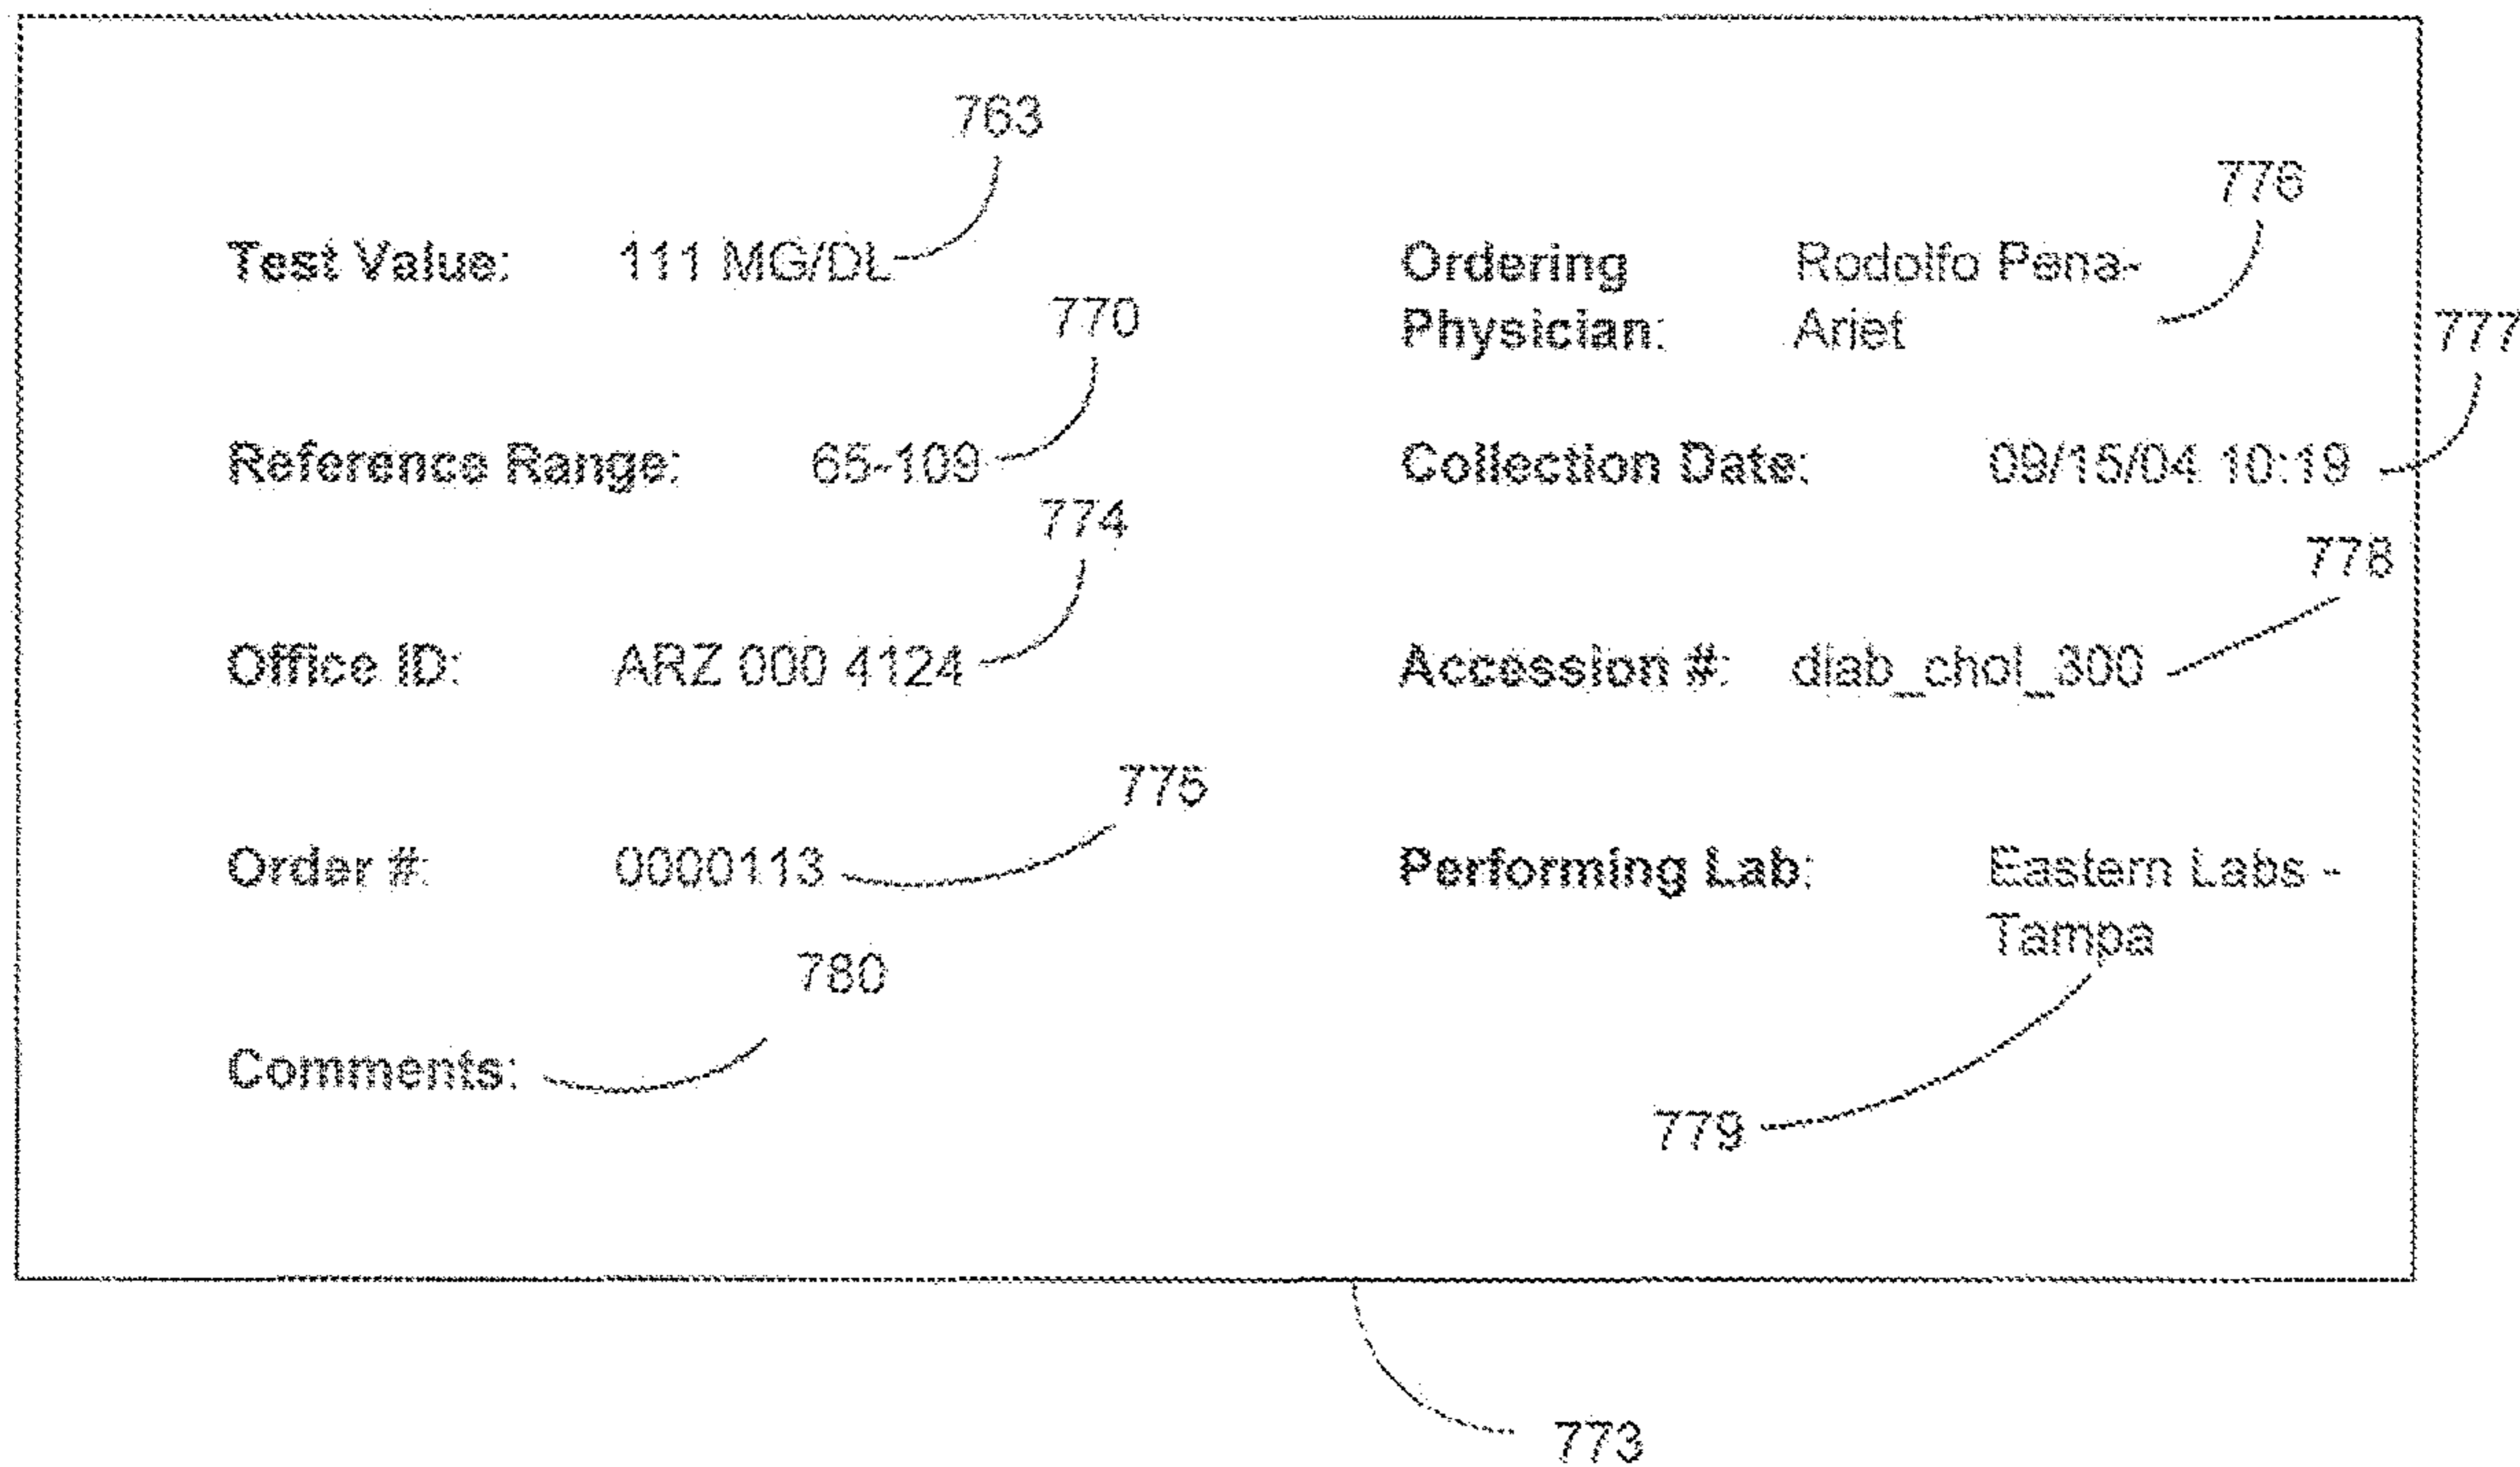 763
776
Test Value: 111 MG/DL
Ordering Rodolfo Pena-
Physician: Ariet
770
777
Reference Range: 65-109
Collection Date: 09/15/04 10:19
774
778
Office ID: ARZ 000 4124
Accession #: diab_chol_300
775
Order #: 0000113
Performing Lab: Eastern Labs -
Tampa
780
Comments:
779
773